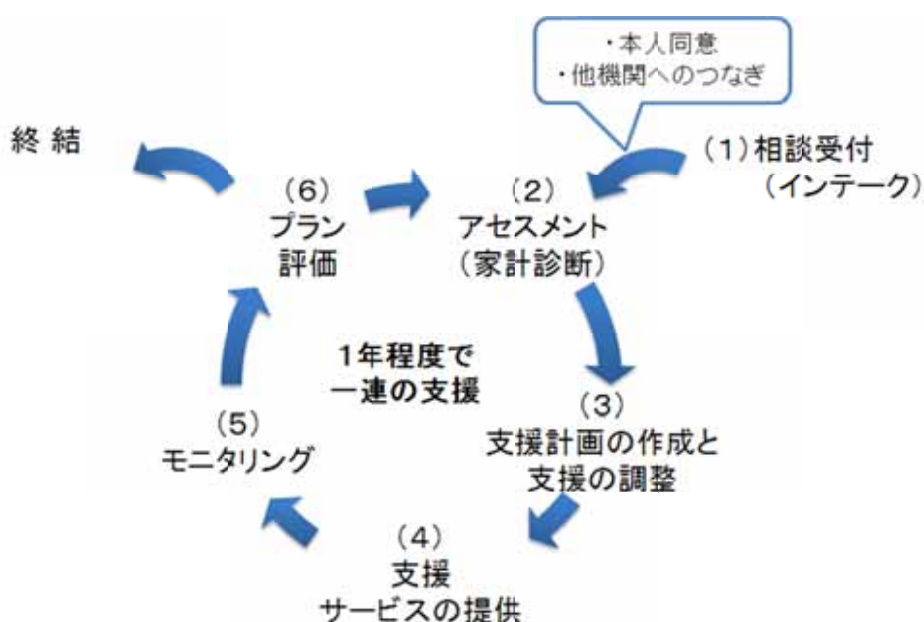 ・本人同意
・他機関へのつなぎ
(1)相談受付
(インテーク)
(2)
アセスメント
(家計診断)
(3)
支援計画の作成と
支援の調整
(4)
支援
サービスの提供
(5)
モニタリング
(6)
プラン
評価
終 結
1年程度で
一連の支援